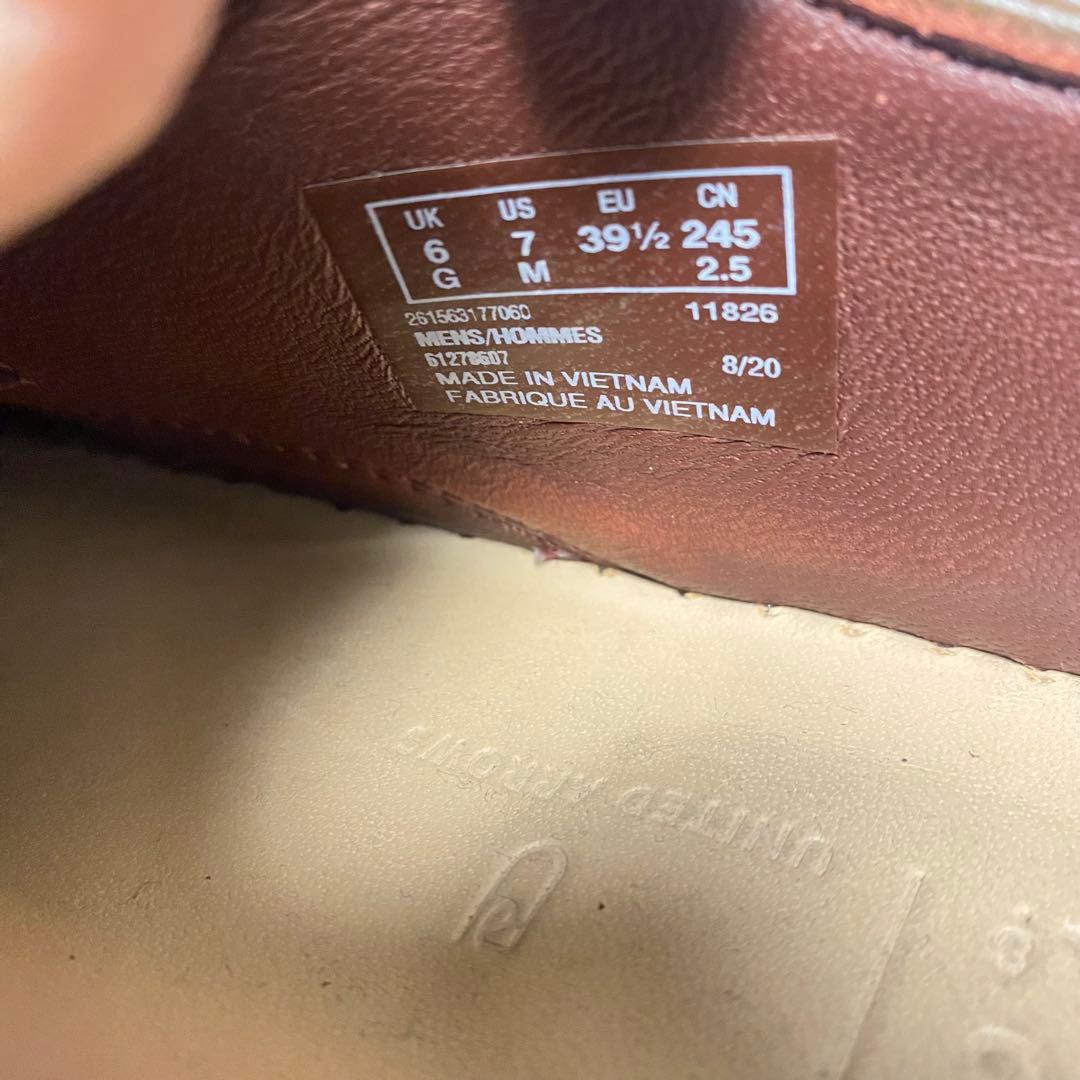 UK US EU CN
6 7 39½ 245
G M 2.5
261563177060 11826
MENS/HOMMES
61278607 8/20
MADE IN VIETNAM
FABRIQUE AU VIETNAM
UNITED ARROWS